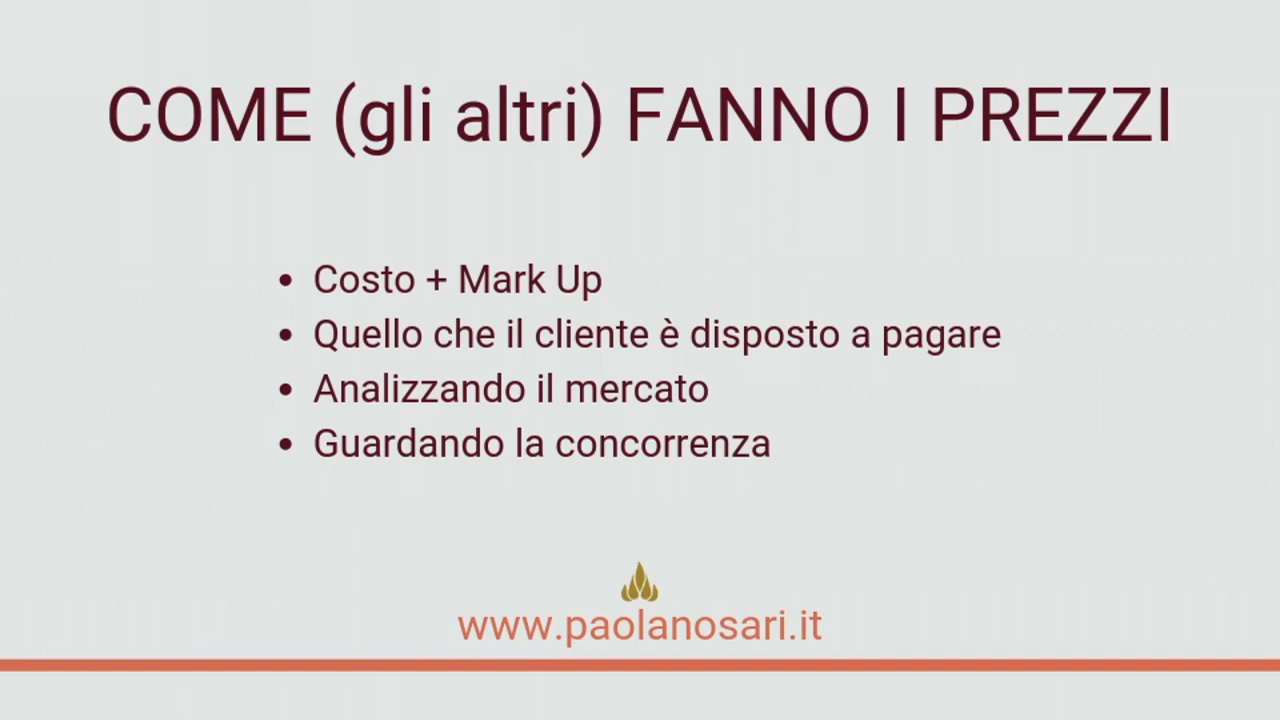 COME (gli altri) FANNO I PREZZI
• Costo + Mark Up
• Quello che il cliente è disposto a pagare
• Analizzando il mercato
• Guardando la concorrenza
www.paolanosari.it